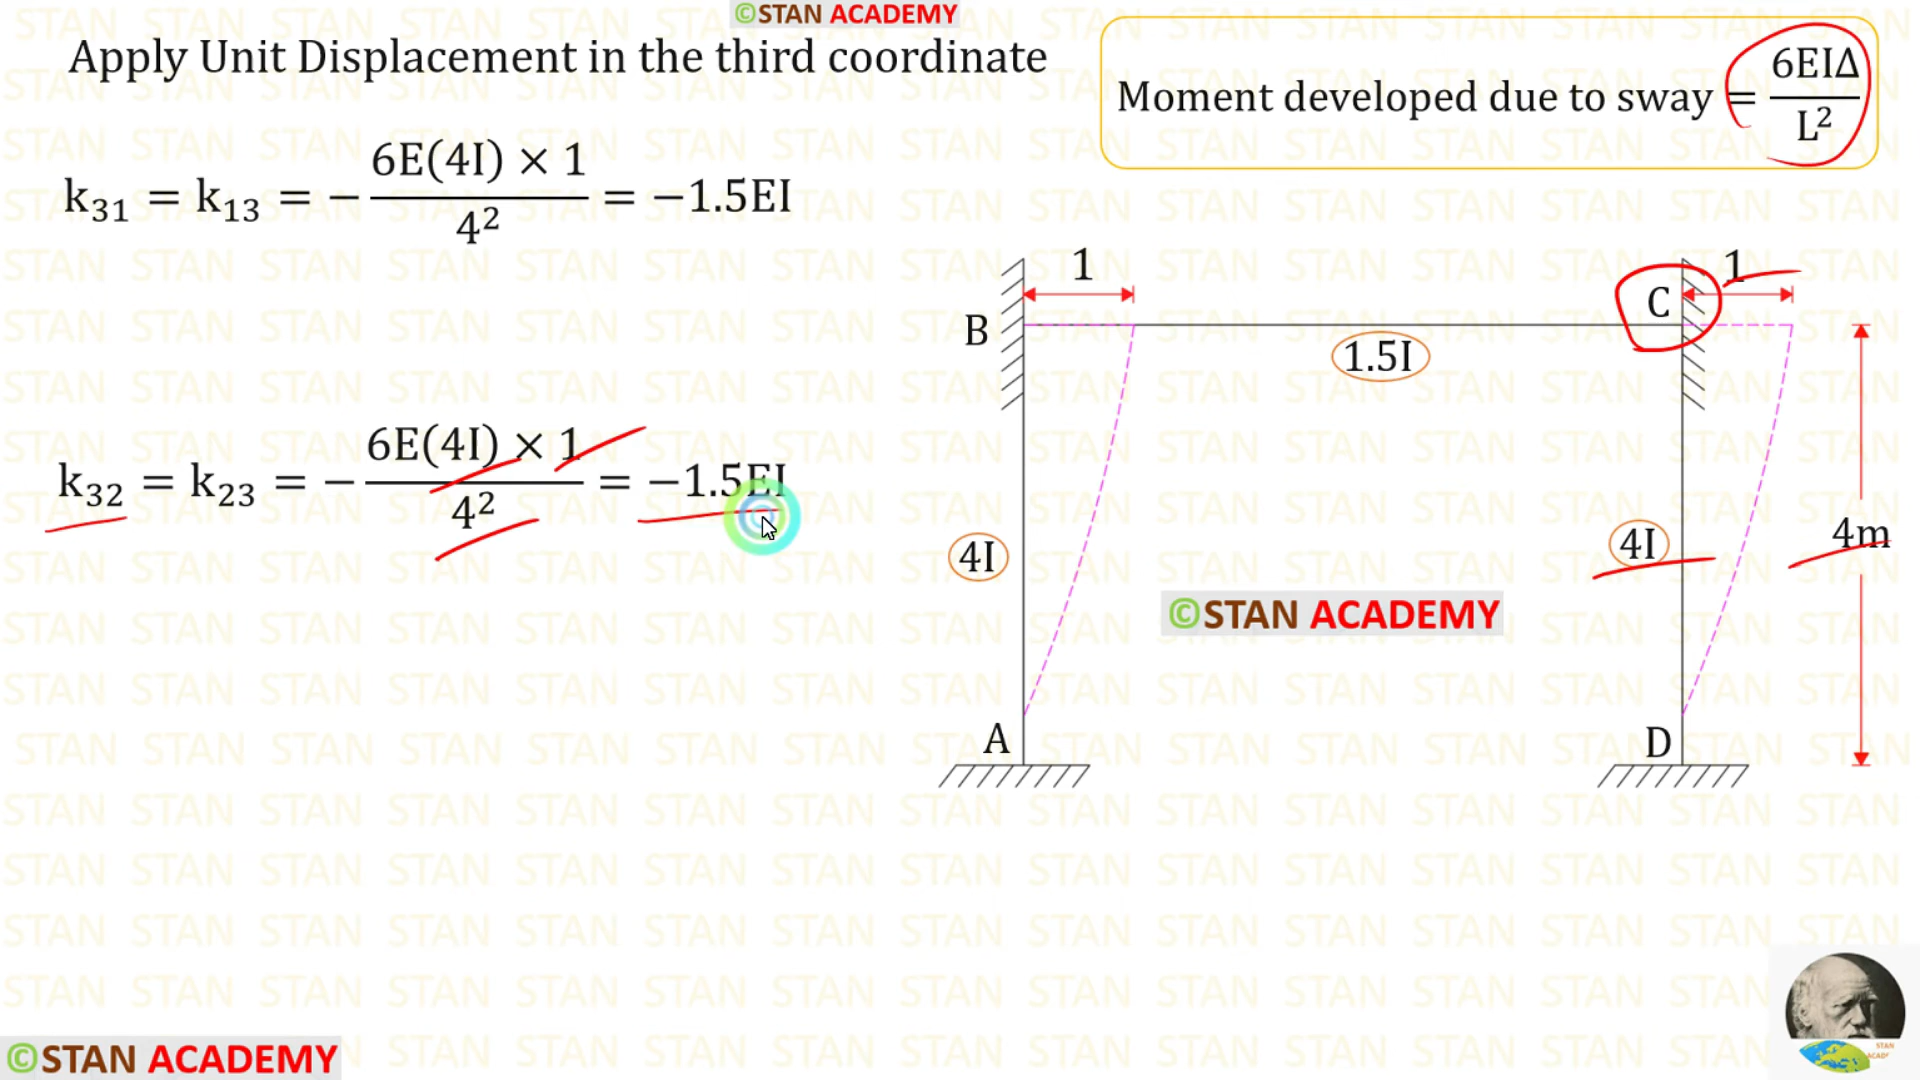 ©STAN ACADEMY
Apply Unit Displacement in the third coordinate
Moment developed due to sway = 6EIΔ / L²
k₃₁ = k₁₃ = − 6E(4I) × 1 / 4² = −1.5EI
1
1
B
C
1.5I
k₃₂ = k₂₃ = − 6E(4I) × 1 / 4² = −1.5EI
4I
4I
4m
©STAN ACADEMY
A
D
©STAN ACADEMY
STAN
ACADEMY